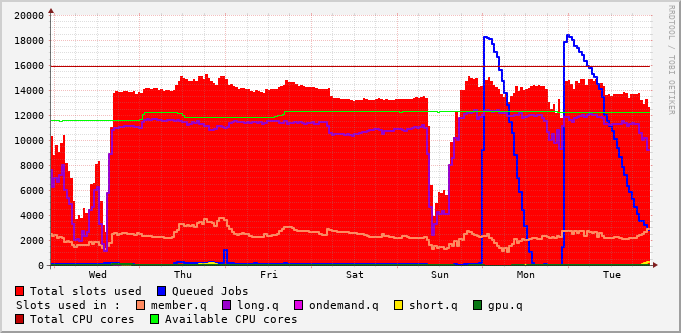 20000
18000
16000
14000
12000
10000
8000
6000
4000
2000
0
Wed Thu Fri Sat Sun Mon Tue
RRDTOOL / TOBI OETIKER
Total slots used Queued Jobs
Slots used in : member.q long.q ondemand.q short.q gpu.q
Total CPU cores Available CPU cores